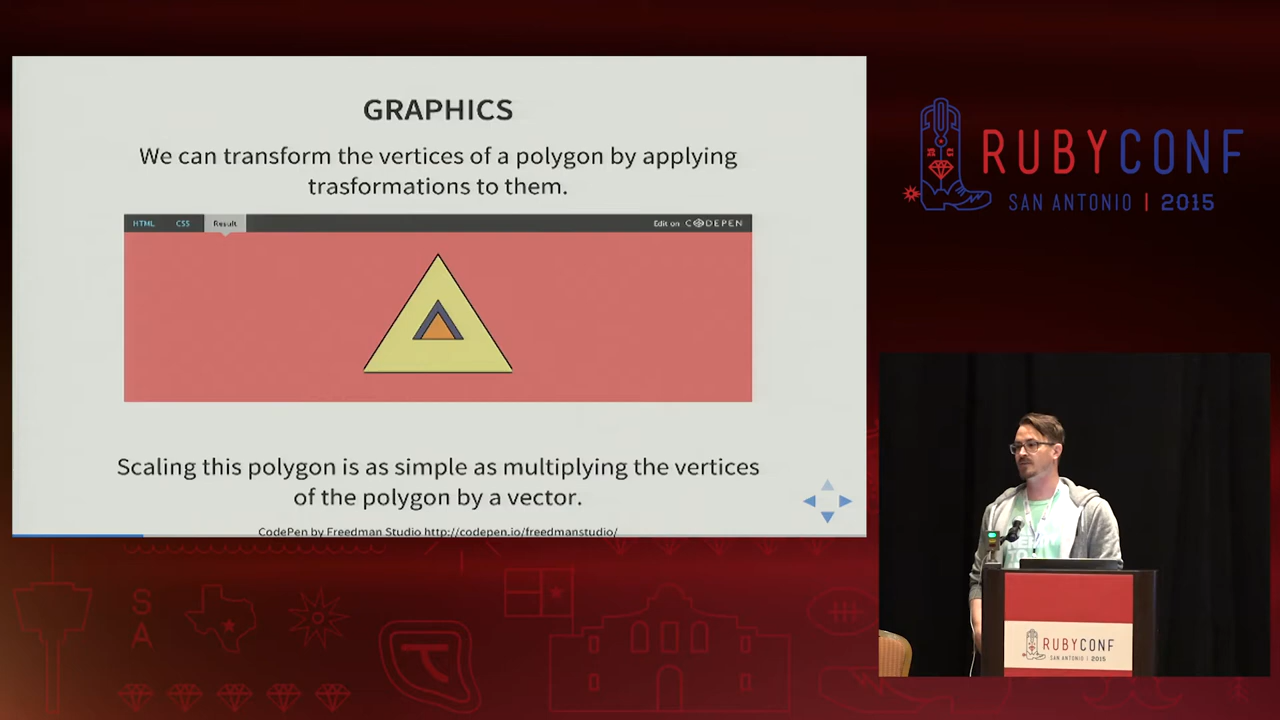 GRAPHICS
We can transform the vertices of a polygon by applying
trasformations to them.
HTML CSS Result Edit on CODEPEN
Scaling this polygon is as simple as multiplying the vertices
of the polygon by a vector.
CodePen by Freedman Studio http://codepen.io/freedmanstudio/
RUBYCONF
SAN ANTONIO | 2015
RUBYCONF
SAN ANTONIO | 2015
S
A